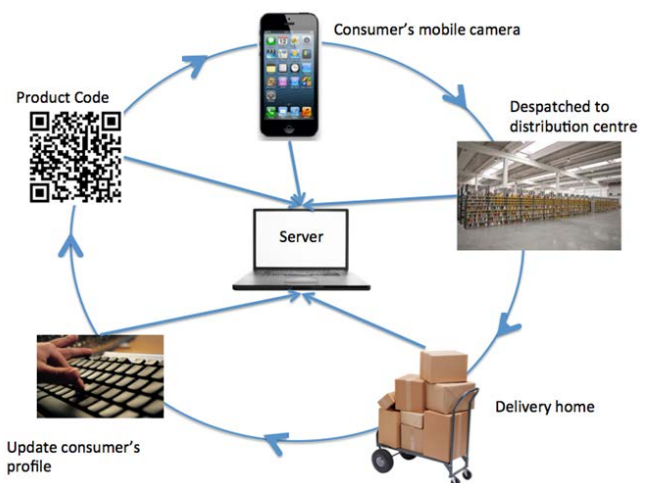 Consumer's mobile camera
Product Code
Despatched to
distribution centre
Server
Delivery home
Update consumer's
profile